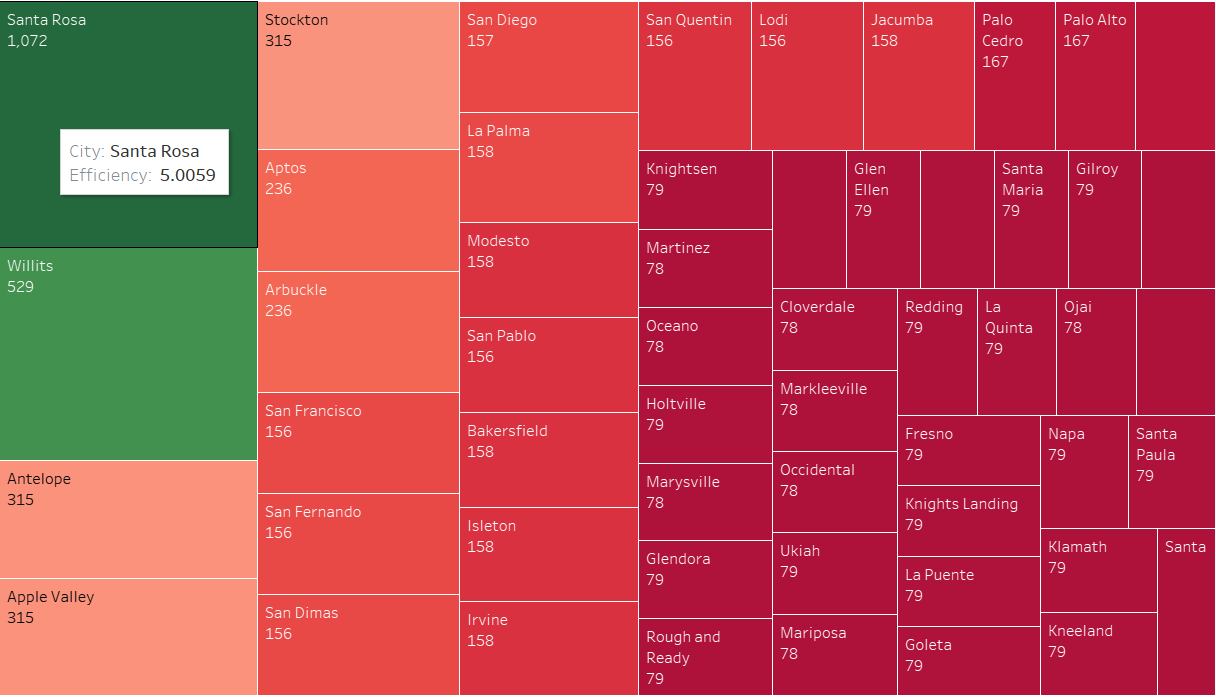 Santa Rosa
1,072
City: Santa Rosa
Efficiency: 5.0059
Willits
529
Antelope
315
Apple Valley
315
Stockton
315
Aptos
236
Arbuckle
236
San Francisco
156
San Fernando
156
San Dimas
156
San Diego
157
La Palma
158
Modesto
158
San Pablo
156
Bakersfield
158
Isleton
158
Irvine
158
San Quentin
156
Lodi
156
Jacumba
158
Palo
Cedro
167
Palo Alto
167
Knightsen
79
Martinez
78
Oceano
78
Holtville
79
Marysville
78
Glendora
79
Rough and
Ready
79
Glen
Ellen
79
Santa
Maria
79
Gilroy
79
Cloverdale
78
Markleeville
78
Occidental
78
Ukiah
79
Mariposa
78
Redding
79
La
Quinta
79
Ojai
78
Fresno
79
Knights Landing
79
La Puente
79
Goleta
79
Napa
79
Santa
Paula
79
Klamath
79
Kneeland
79
Santa